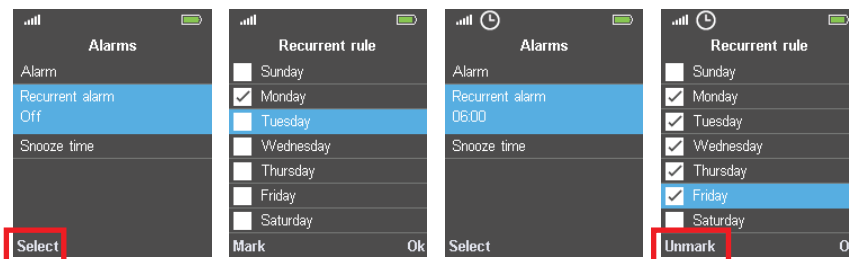 Alarms
Alarm
Recurrent alarm
Off
Snooze time
Select
Recurrent rule
Sunday
Monday
Tuesday
Wednesday
Thursday
Friday
Saturday
Mark Ok
Alarms
Alarm
Recurrent alarm
06:00
Snooze time
Select
Recurrent rule
Sunday
Monday
Tuesday
Wednesday
Thursday
Friday
Saturday
Unmark O